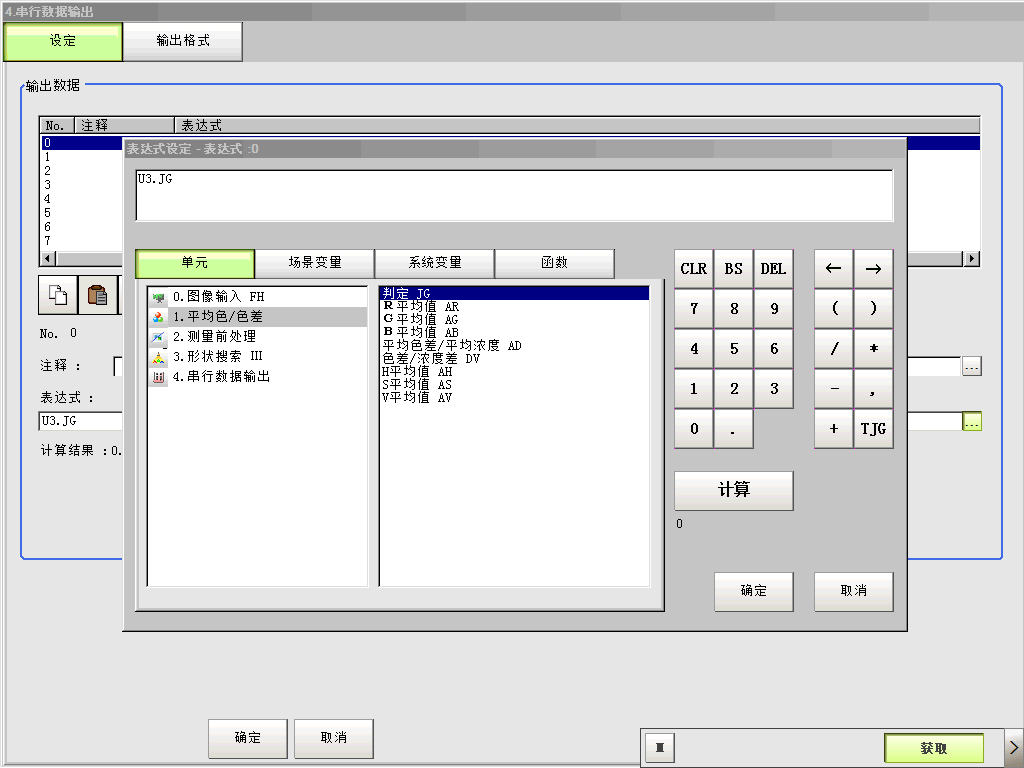 4.串行数据输出
设定 输出格式
输出数据
No. 注释 表达式
0
1
2
3
4
5
6
7
No. 0
注释 : ...
表达式 :
U3.JG ...
计算结果 :0.
表达式设定 - 表达式 :0
U3.JG
单元 场景变量 系统变量 函数
0.图像输入 FH
1.平均色/色差
2.测量前处理
3.形状搜索 III
4.串行数据输出
判定 JG
R平均值 AR
G平均值 AG
B平均值 AB
平均色差/平均浓度 AD
色差/浓度差 DV
H平均值 AH
S平均值 AS
V平均值 AV
CLR BS DEL ← →
7 8 9 ( )
4 5 6 / *
1 2 3 - ,
0 . + TJG
计算
0
确定 取消
确定 取消
获取 >